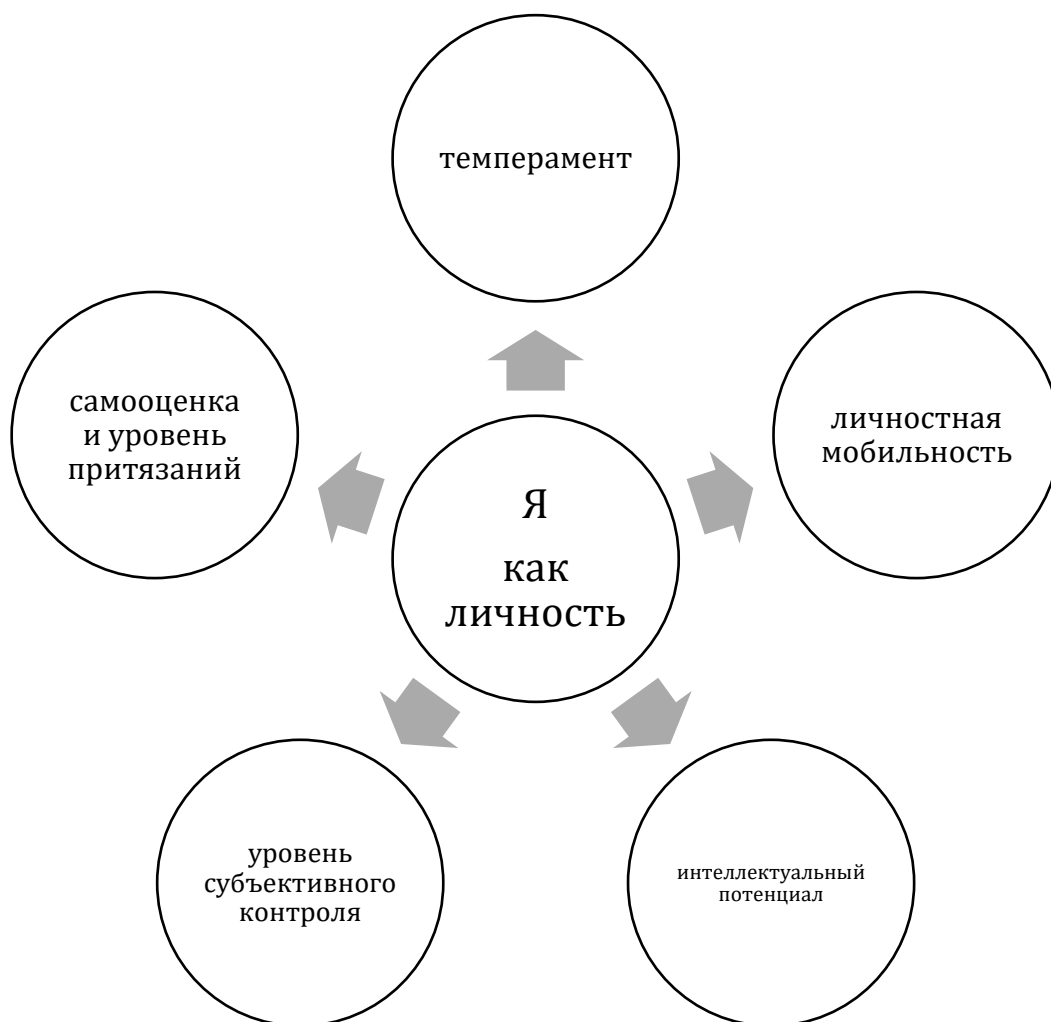 темперамент
самооценка
и уровень
притязаний
личностная
мобильность
Я
как
личность
уровень
субъективного
контроля
интеллектуальный
потенциал